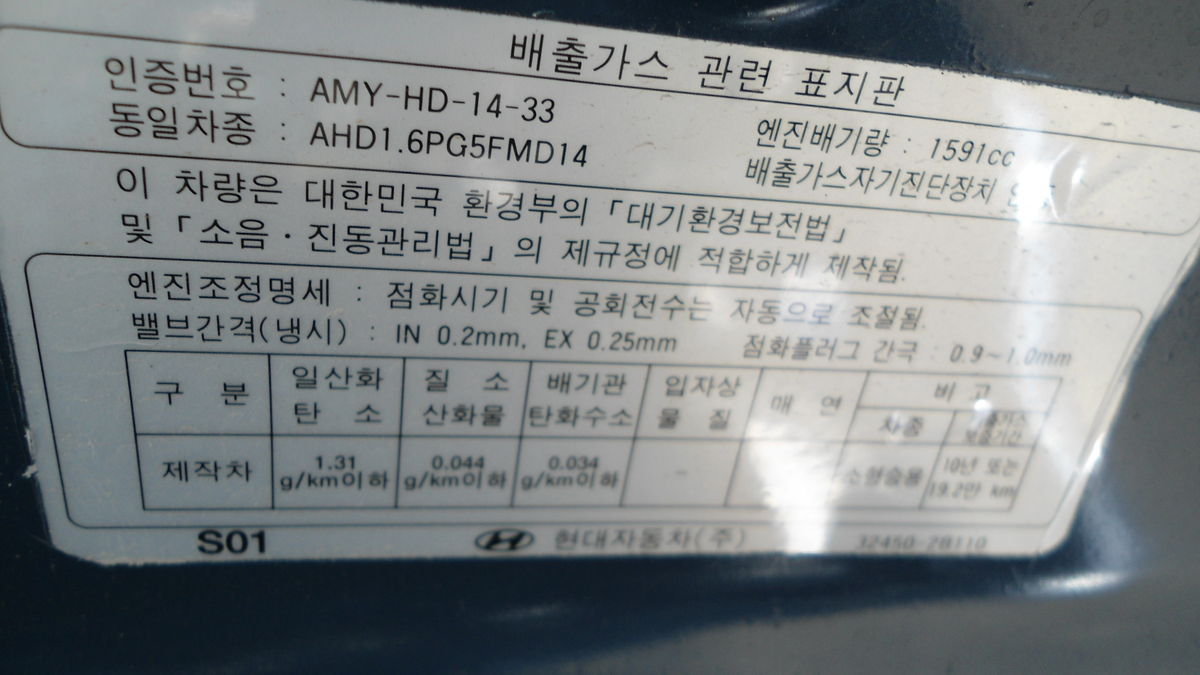 배출가스 관련 표지판
인증번호 : AMY-HD-14-33
동일차종 : AHD1.6PG5FMD14
엔진배기량 : 1591cc
배출가스자기진단장치
이 차량은 대한민국 환경부의 「대기환경보전법」
및 「소음·진동관리법」의 제규정에 적합하게 제작됨.
엔진조정명세 : 점화시기 및 공회전수는 자동으로 조절됨.
밸브간격(냉시) : IN 0.2mm, EX 0.25mm 점화플러그 간극 : 0.9~1.0mm
구 분 일산화 탄 소 질 소 산화물 배기관 탄화수소 입자상 물 질 매 연 비 고
차종 배출가스 보증기간
제작차 1.31 g/km이하 0.044 g/km이하 0.034 g/km이하 - 소형승용 10년 또는 19.2만 km
S01 현대자동차(주) 32450-2B110